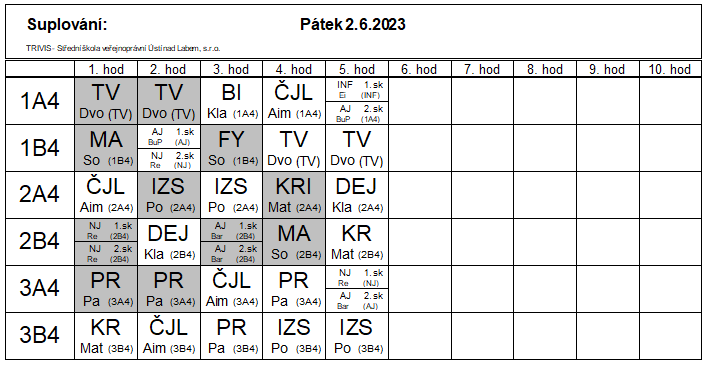 Suplování: Pátek 2.6.2023
TRIVIS - Střední škola veřejnoprávní Ústí nad Labem, s.r.o.
1. hod 2. hod 3. hod 4. hod 5. hod 6. hod 7. hod 8. hod 9. hod 10. hod
1A4 TV TV BI ČJL INF 1.sk
Ei (INF)
Dvo (TV) Dvo (TV) Kla (1A4) Aim (1A4) AJ 2.sk
BuP (1A4)
1B4 MA AJ 1.sk FY TV TV
BuP (AJ)
So (1B4) NJ 2.sk So (1B4) Dvo (TV) Dvo (TV)
Re (NJ)
2A4 ČJL IZS IZS KRI DEJ
Aim (2A4) Po (2A4) Po (2A4) Mat (2A4) Kla (2A4)
2B4 NJ 1.sk DEJ AJ 1.sk MA KR
Re (2B4) Bar (2B4)
NJ 2.sk Kla (2B4) AJ 2.sk So (2B4) Mat (2B4)
Re (2B4) Bar (2B4)
3A4 PR PR ČJL PR NJ 1.sk
Re (NJ)
Pa (3A4) Pa (3A4) Aim (3A4) Pa (3A4) AJ 2.sk
Bar (AJ)
3B4 KR ČJL PR IZS IZS
Mat (3B4) Aim (3B4) Pa (3B4) Po (3B4) Po (3B4)